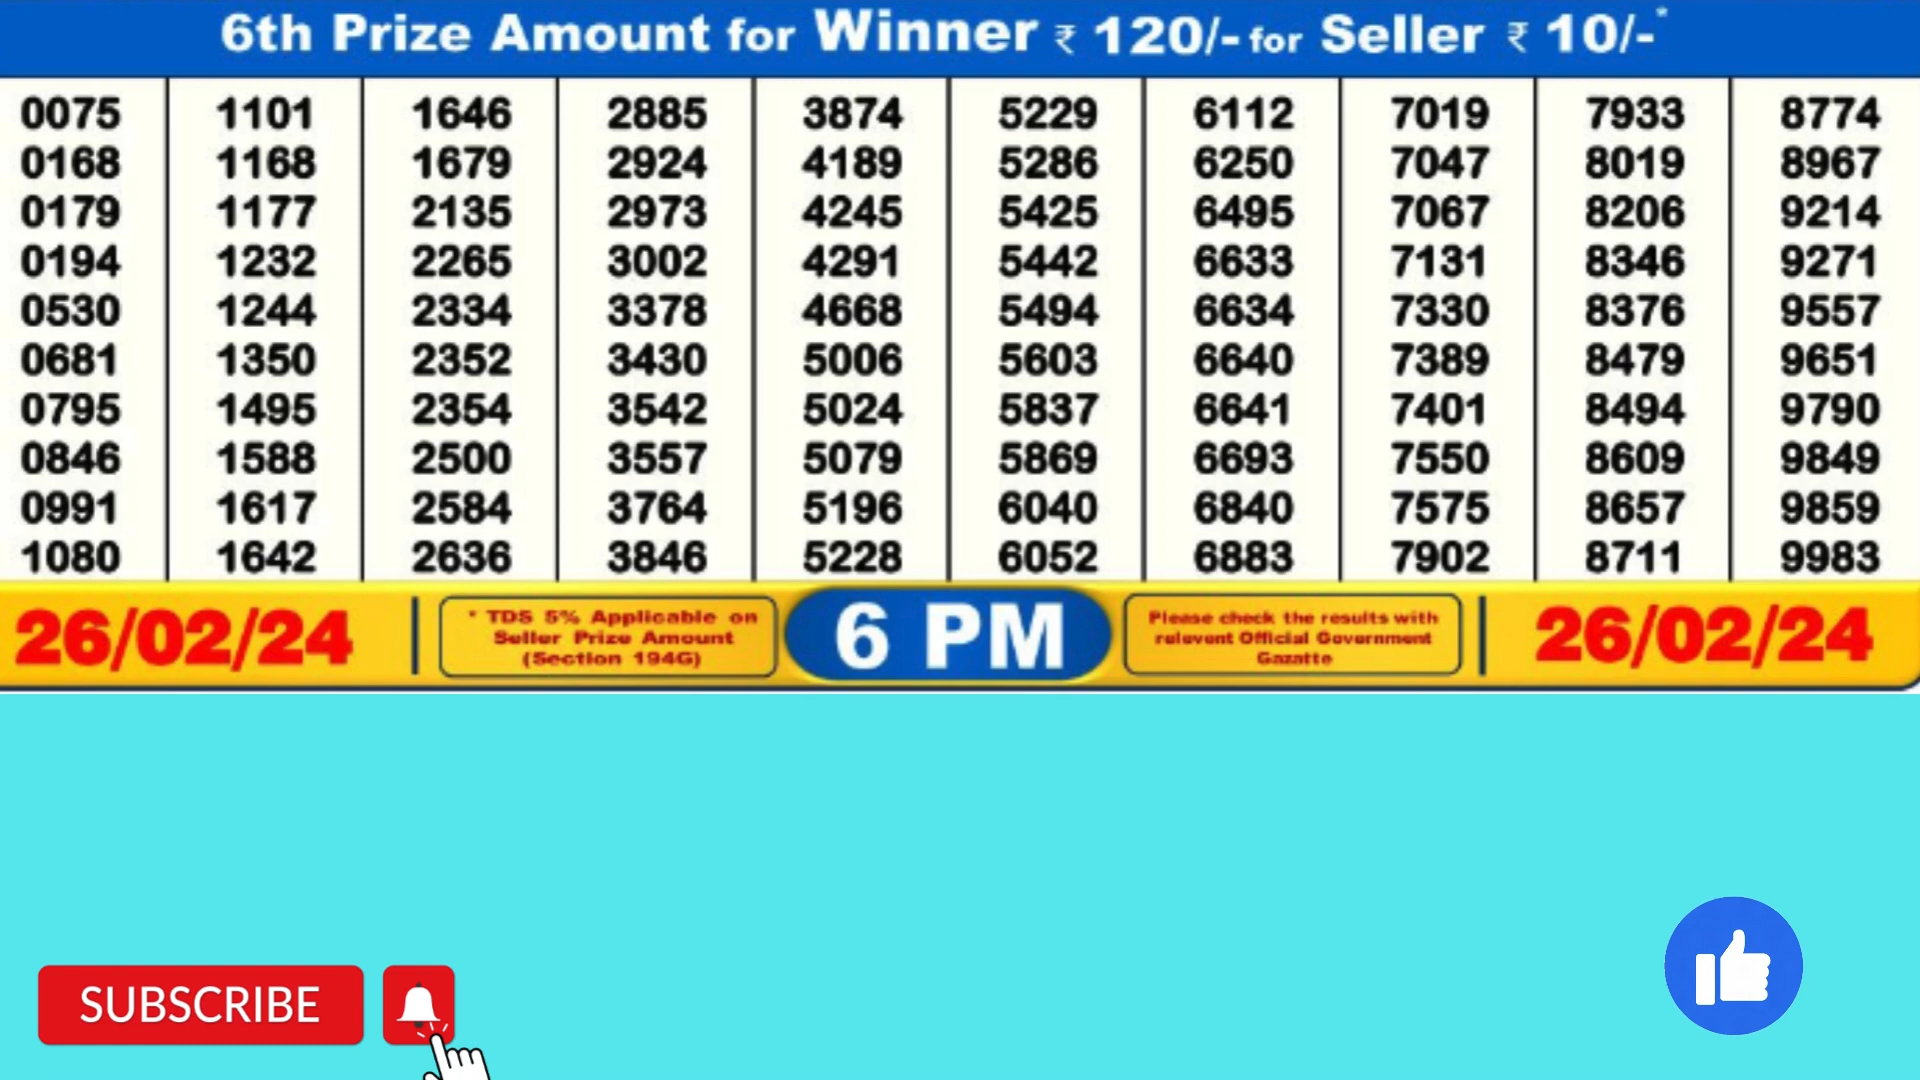 6th Prize Amount for Winner ₹ 120/- for Seller ₹ 10/-*
0075 1101 1646 2885 3874 5229 6112 7019 7933 8774
0168 1168 1679 2924 4189 5286 6250 7047 8019 8967
0179 1177 2135 2973 4245 5425 6495 7067 8206 9214
0194 1232 2265 3002 4291 5442 6633 7131 8346 9271
0530 1244 2334 3378 4668 5494 6634 7330 8376 9557
0681 1350 2352 3430 5006 5603 6640 7389 8479 9651
0795 1495 2354 3542 5024 5837 6641 7401 8494 9790
0846 1588 2500 3557 5079 5869 6693 7550 8609 9849
0991 1617 2584 3764 5196 6040 6840 7575 8657 9859
1080 1642 2636 3846 5228 6052 6883 7902 8711 9983
26/02/24
* TDS 5% Applicable on
Seller Prize Amount
(Section 194G)
6 PM
Please check the results with
relevent Official Government
Gazatte
26/02/24
SUBSCRIBE